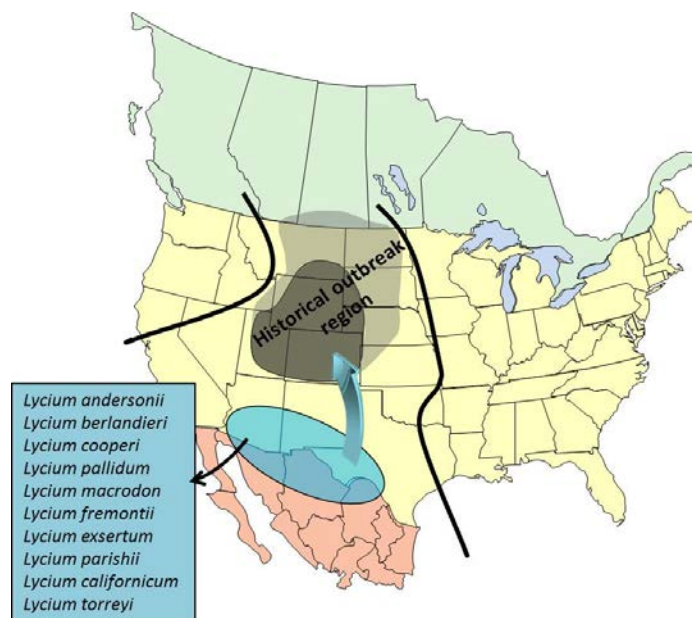 Historical outbreak
region
Lycium andersonii
Lycium berlandieri
Lycium cooperi
Lycium pallidum
Lycium macrodon
Lycium fremontii
Lycium exsertum
Lycium parishii
Lycium californicum
Lycium torreyi